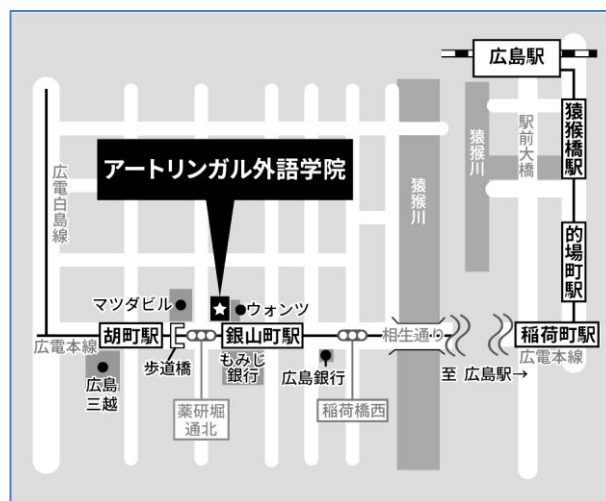 広島駅
猿猴橋駅
駅前大橋
猿猴川
猿猴川
アートリンガル外語学院
広電白島線
的場町駅
マツダビル
ウォンツ
胡町駅
銀山町駅
相生通り
稲荷町駅
広電本線
広電本線
歩道橋
もみじ
銀行
広島銀行
至 広島駅→
広島
三越
薬研堀
通北
稲荷橋西